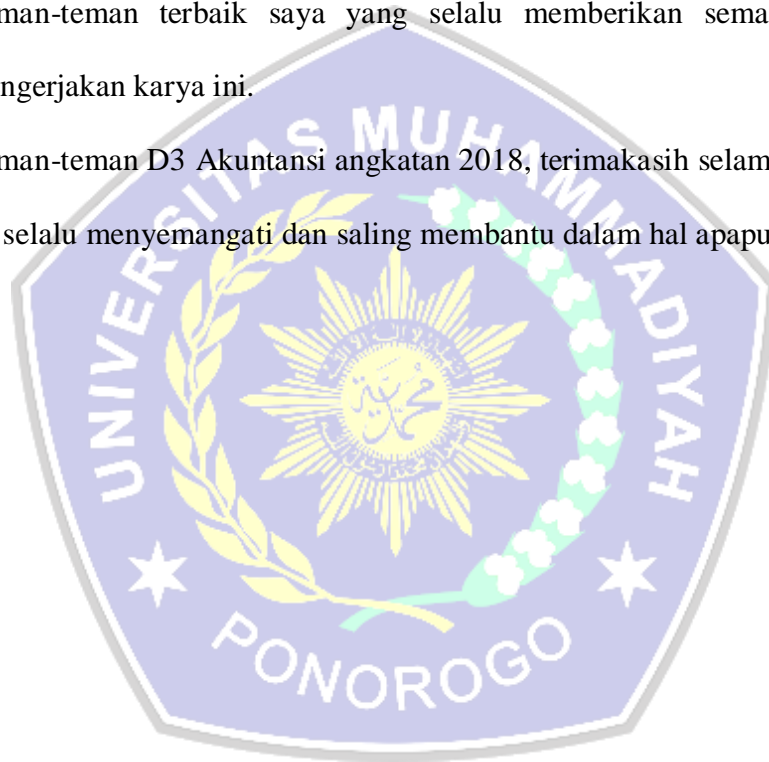 man-teman terbaik saya yang selalu memberikan sema
ngerjakan karya ini.
man-teman D3 Akuntansi angkatan 2018, terimakasih selam
selalu menyemangati dan saling membantu dalam hal apapu
UNIVERSITAS MUHAMMADIYAH
PONOROGO
محمدية